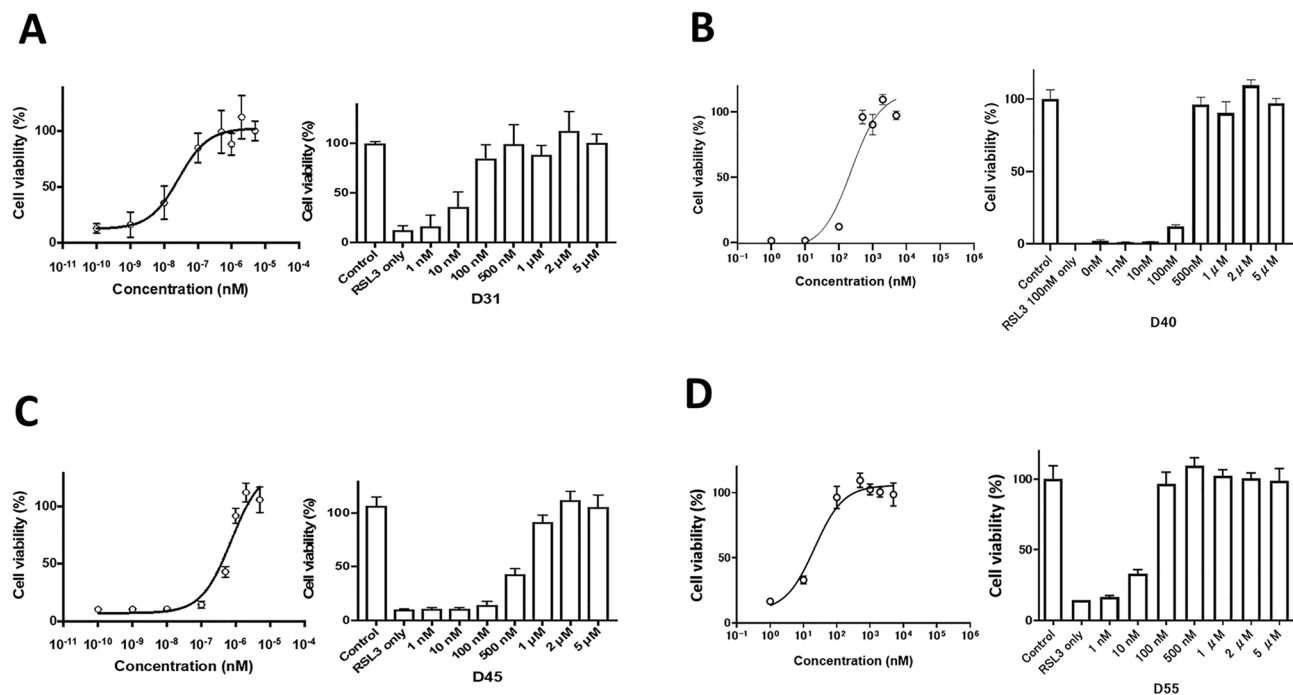 A
Cell viability (%)
100
50
0
10⁻¹¹ 10⁻¹⁰ 10⁻⁹ 10⁻⁸ 10⁻⁷ 10⁻⁶ 10⁻⁵ 10⁻⁴
Concentration (nM)
Cell viability (%)
150
100
50
0
Control
RSL3 only
1 nM
10 nM
100 nM
500 nM
1 µM
2 µM
5 µM
D31
B
Cell viability (%)
100
50
0
10⁻¹ 10⁰ 10¹ 10² 10³ 10⁴ 10⁵ 10⁶
Concentration (nM)
Cell viability (%)
100
50
0
Control
RSL3 100nM only
0nM
1nM
10nM
100nM
500nM
1 μM
2 μM
5 μM
D40
C
Cell viability (%)
100
50
0
10⁻¹¹ 10⁻¹⁰ 10⁻⁹ 10⁻⁸ 10⁻⁷ 10⁻⁶ 10⁻⁵ 10⁻⁴
Concentration (nM)
Cell viability (%)
100
50
0
Control
RSL3 only
1 nM
10 nM
100 nM
500 nM
1 µM
2 µM
5 µM
D45
D
Cell viability (%)
100
50
0
10⁻¹ 10⁰ 10¹ 10² 10³ 10⁴ 10⁵ 10⁶
Concentration (nM)
Cell viability (%)
100
50
0
Control
RSL3 only
1 nM
10 nM
100 nM
500 nM
1 μM
2 μM
5 μM
D55